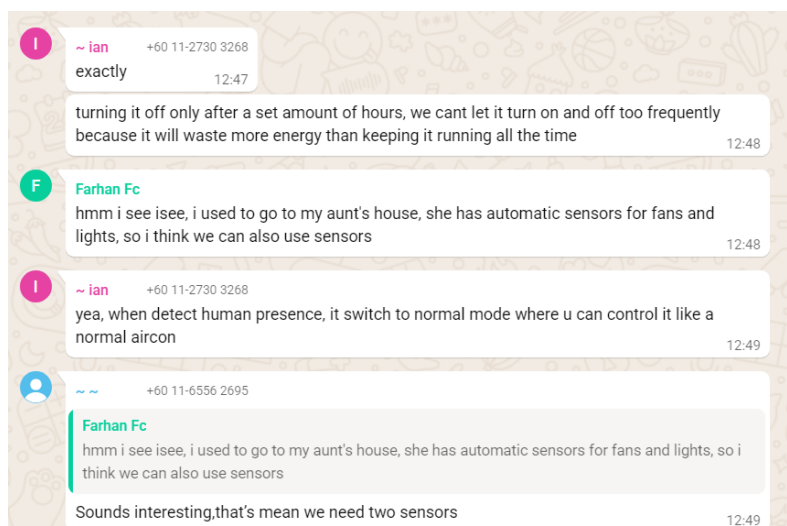 I
~ ian +60 11-2730 3268
exactly
12:47
turning it off only after a set amount of hours, we cant let it turn on and off too frequently
because it will waste more energy than keeping it running all the time
12:48
F
Farhan Fc
hmm i see isee, i used to go to my aunt's house, she has automatic sensors for fans and
lights, so i think we can also use sensors
12:48
I
~ ian +60 11-2730 3268
yea, when detect human presence, it switch to normal mode where u can control it like a
normal aircon
12:49
~ ~ +60 11-6556 2695
Farhan Fc
hmm i see isee, i used to go to my aunt's house, she has automatic sensors for fans and lights, so i
think we can also use sensors
Sounds interesting,that’s mean we need two sensors
12:49